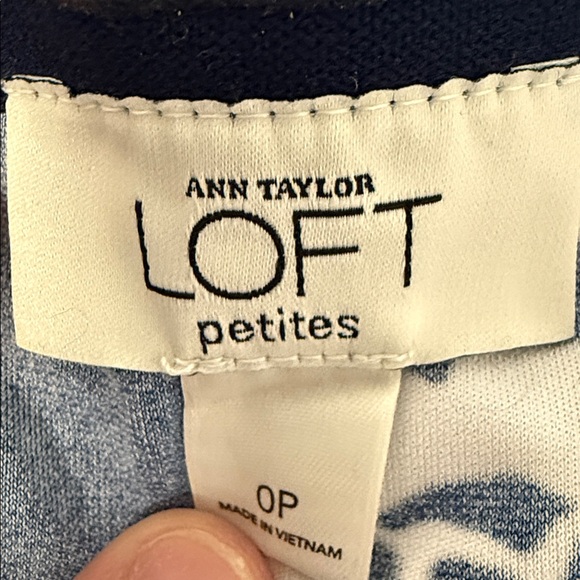 ANN TAYLOR
LOFT
petites
0P
MADE IN VIETNAM